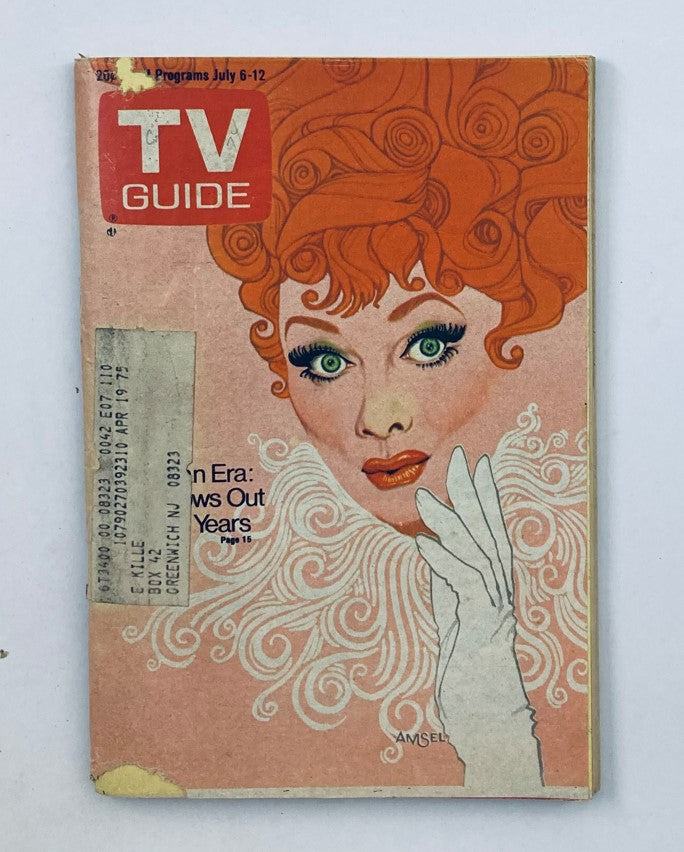 20¢ Programs July 6-12
TV
GUIDE
®
6T3400 00 08323 0042 E07 110
10790270392310 APR 19 75
E KILLE
BOX 42
GREENWICH NJ 08323
n Era:
ws Out
Years
Page 15
AMSEL